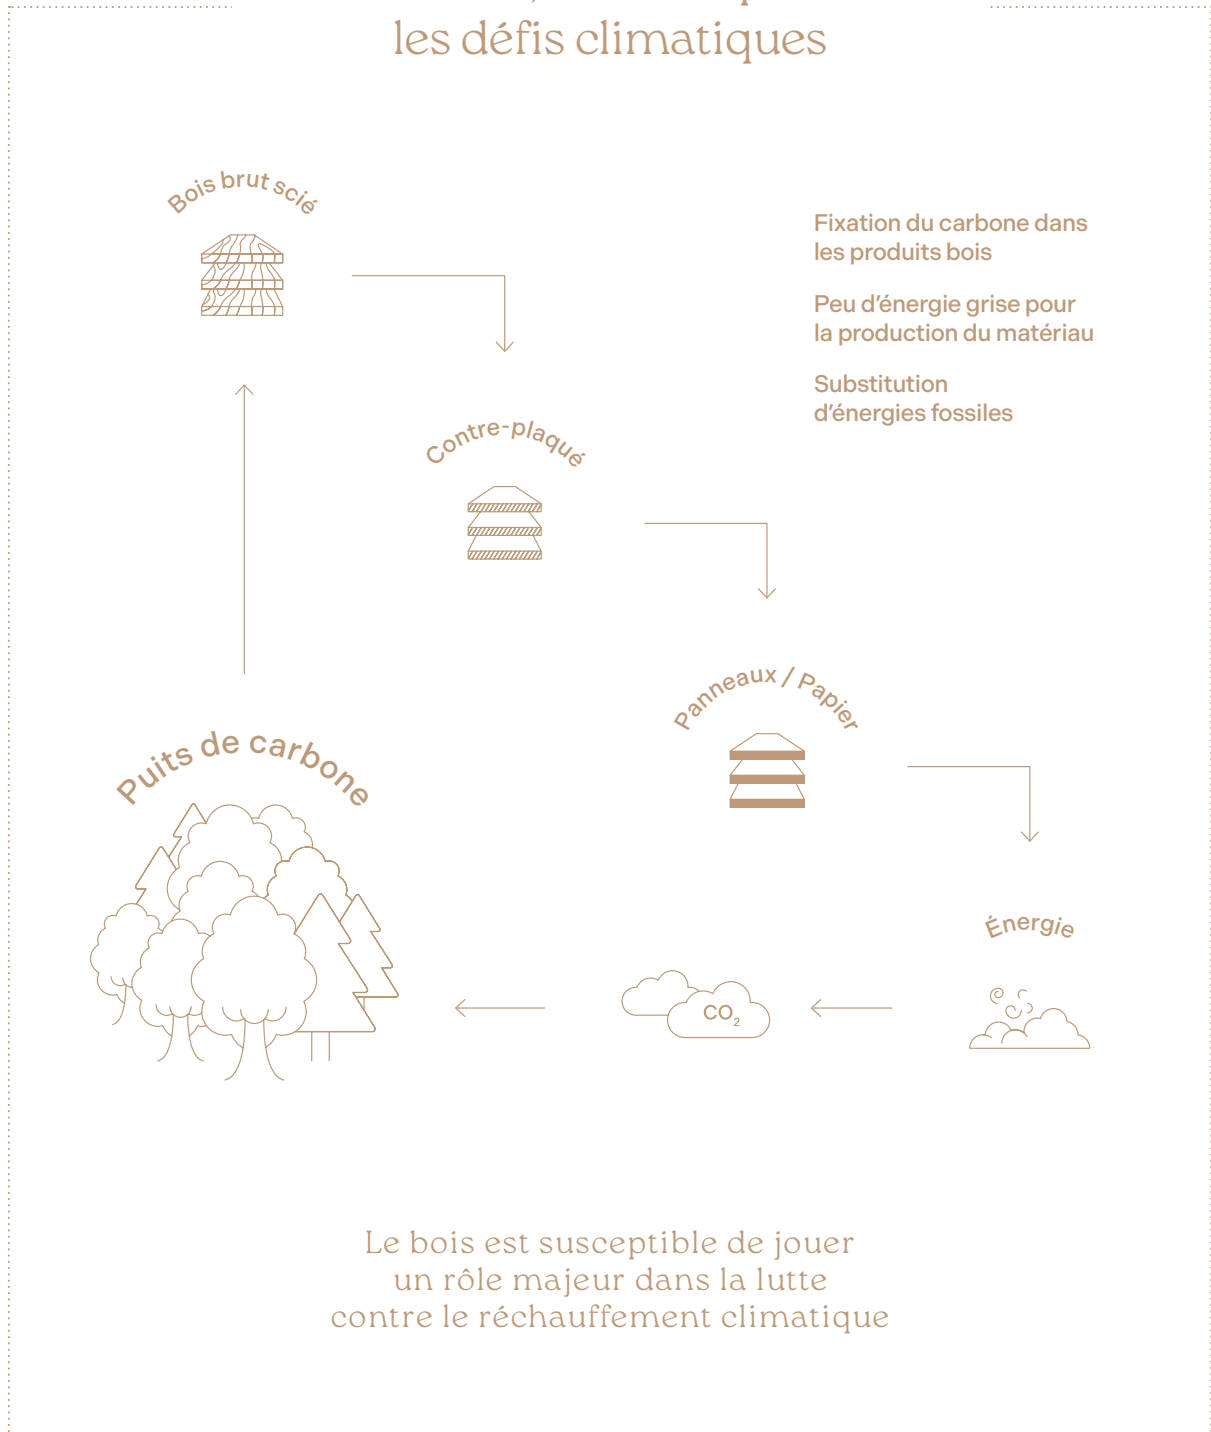 les défis climatiques
Bois brut scié
Fixation du carbone dans
les produits bois
Peu d’énergie grise pour
la production du matériau
Substitution
d’énergies fossiles
Contre-plaqué
Panneaux / Papier
Puits de carbone
Énergie
CO₂
Le bois est susceptible de jouer
un rôle majeur dans la lutte
contre le réchauffement climatique